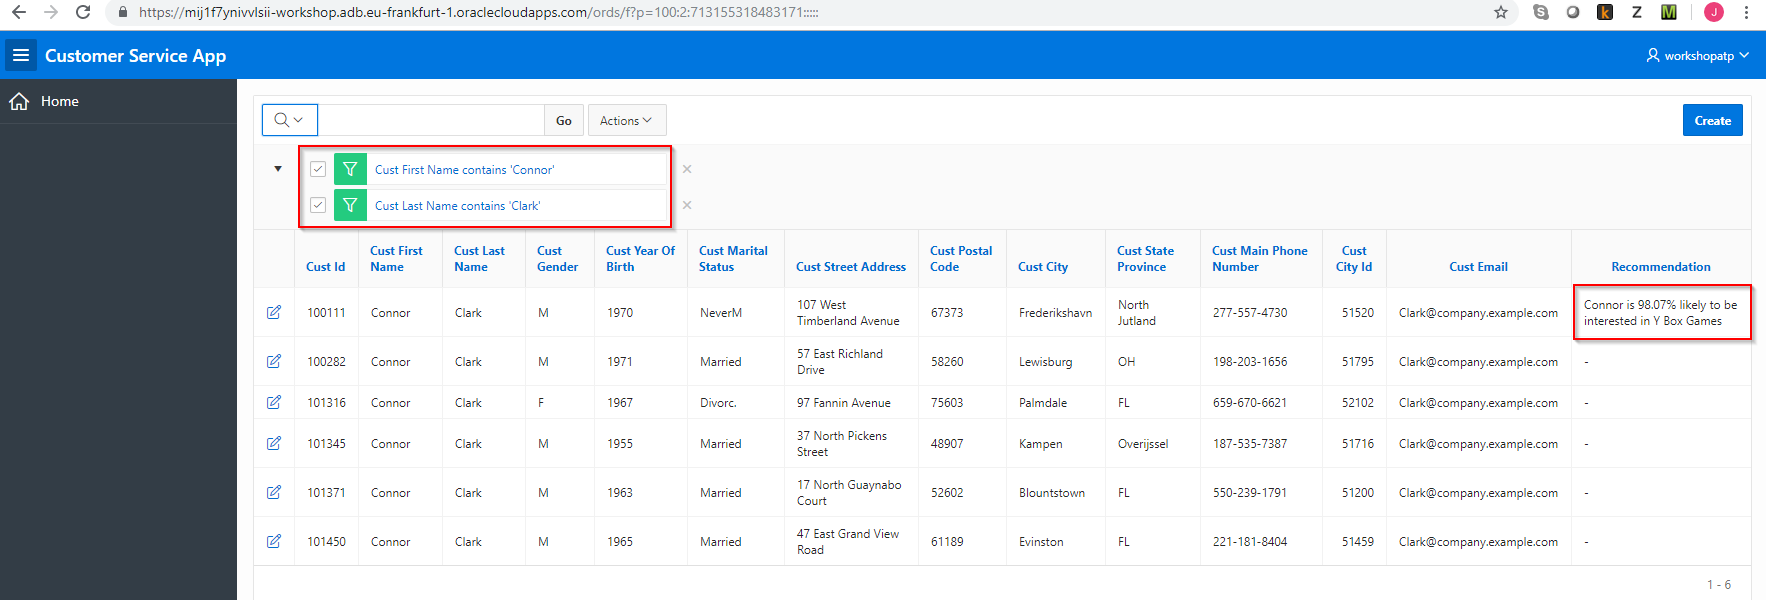 https://mij1f7ynivvlsii-workshop.adb.eu-frankfurt-1.oraclecloudapps.com/ords/f?p=100:2:713155318483171:::::
S k Z M J
Customer Service App workshopatp
Home
Go Actions Create
Cust First Name contains 'Connor'
Cust Last Name contains 'Clark'
Cust Id Cust First Name Cust Last Name Cust Gender Cust Year Of Birth Cust Marital Status Cust Street Address Cust Postal Code Cust City Cust State Province Cust Main Phone Number Cust City Id Cust Email Recommendation
100111 Connor Clark M 1970 NeverM 107 West Timberland Avenue 67373 Frederikshavn North Jutland 277-557-4730 51520 Clark@company.example.com Connor is 98.07% likely to be interested in Y Box Games
100282 Connor Clark M 1971 Married 57 East Richland Drive 58260 Lewisburg OH 198-203-1656 51795 Clark@company.example.com -
101316 Connor Clark F 1967 Divorc. 97 Fannin Avenue 75603 Palmdale FL 659-670-6621 52102 Clark@company.example.com -
101345 Connor Clark M 1955 Married 37 North Pickens Street 48907 Kampen Overijssel 187-535-7387 51716 Clark@company.example.com -
101371 Connor Clark M 1963 Married 17 North Guaynabo Court 52602 Blountstown FL 550-239-1791 51200 Clark@company.example.com -
101450 Connor Clark M 1965 Married 47 East Grand View Road 61189 Evinston FL 221-181-8404 51459 Clark@company.example.com -
1 - 6